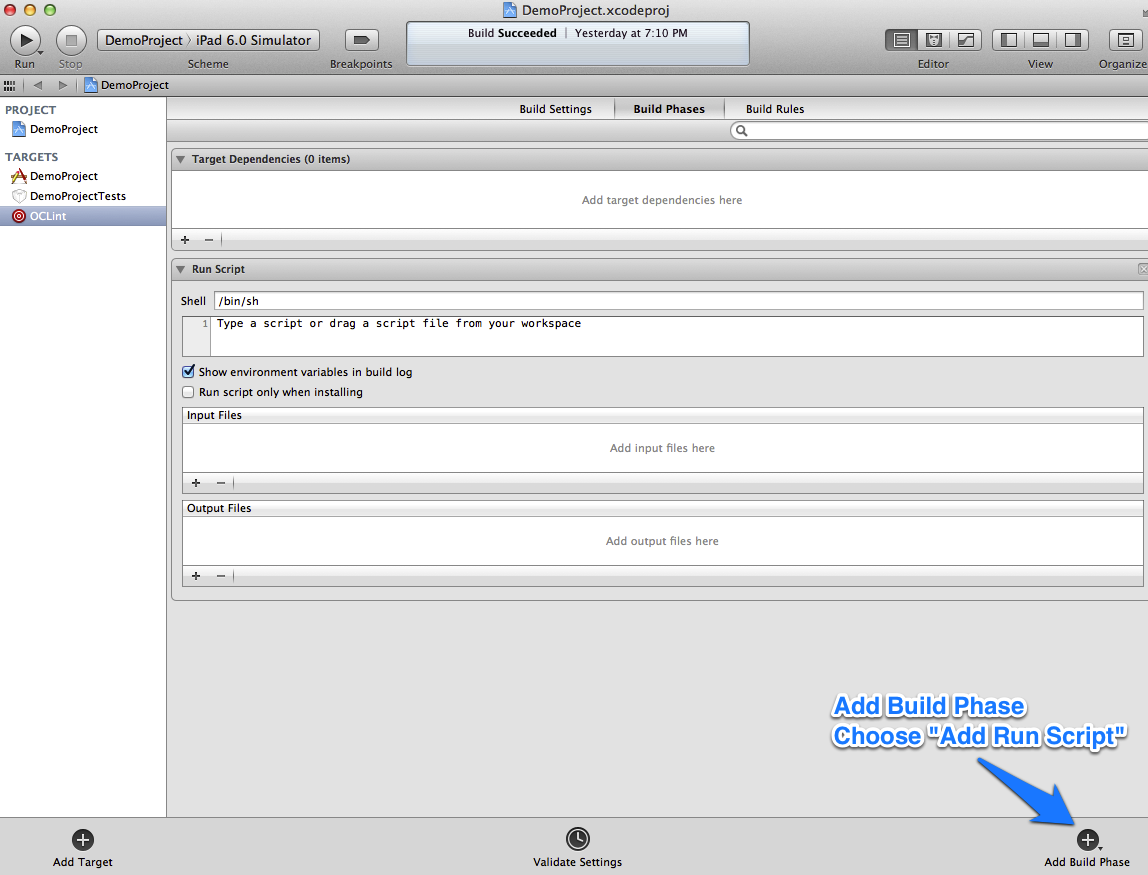 DemoProject.xcodeproj
DemoProject 〉 iPad 6.0 Simulator
Build Succeeded | Yesterday at 7:10 PM
Run
Stop
Scheme
Breakpoints
Editor
View
Organize
DemoProject
PROJECT
DemoProject
TARGETS
DemoProject
DemoProjectTests
OCLint
Build Settings
Build Phases
Build Rules
Target Dependencies (0 items)
Add target dependencies here
Run Script
Shell /bin/sh
1 Type a script or drag a script file from your workspace
Show environment variables in build log
Run script only when installing
Input Files
Add input files here
Output Files
Add output files here
Add Build Phase
Choose "Add Run Script"
Add Target
Validate Settings
Add Build Phase